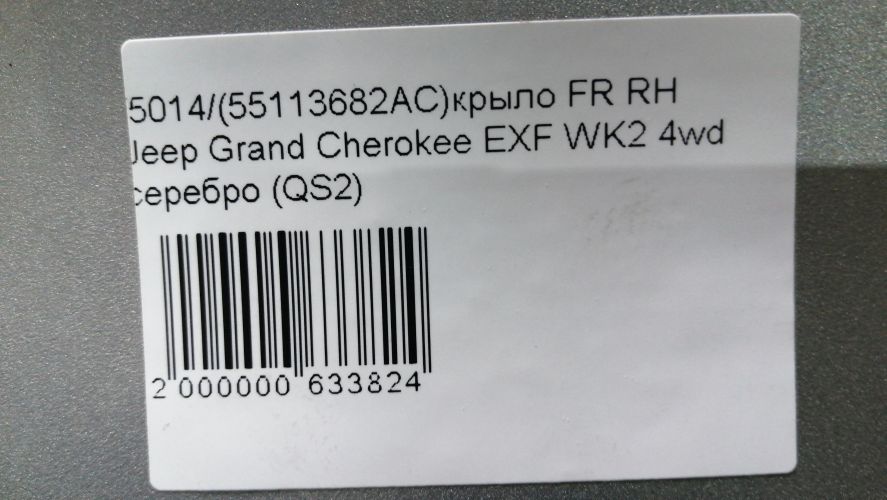 5014/(55113682AC)крыло FR RH
Jeep Grand Cherokee EXF WK2 4wd
серебро (QS2)
2 000000 633824